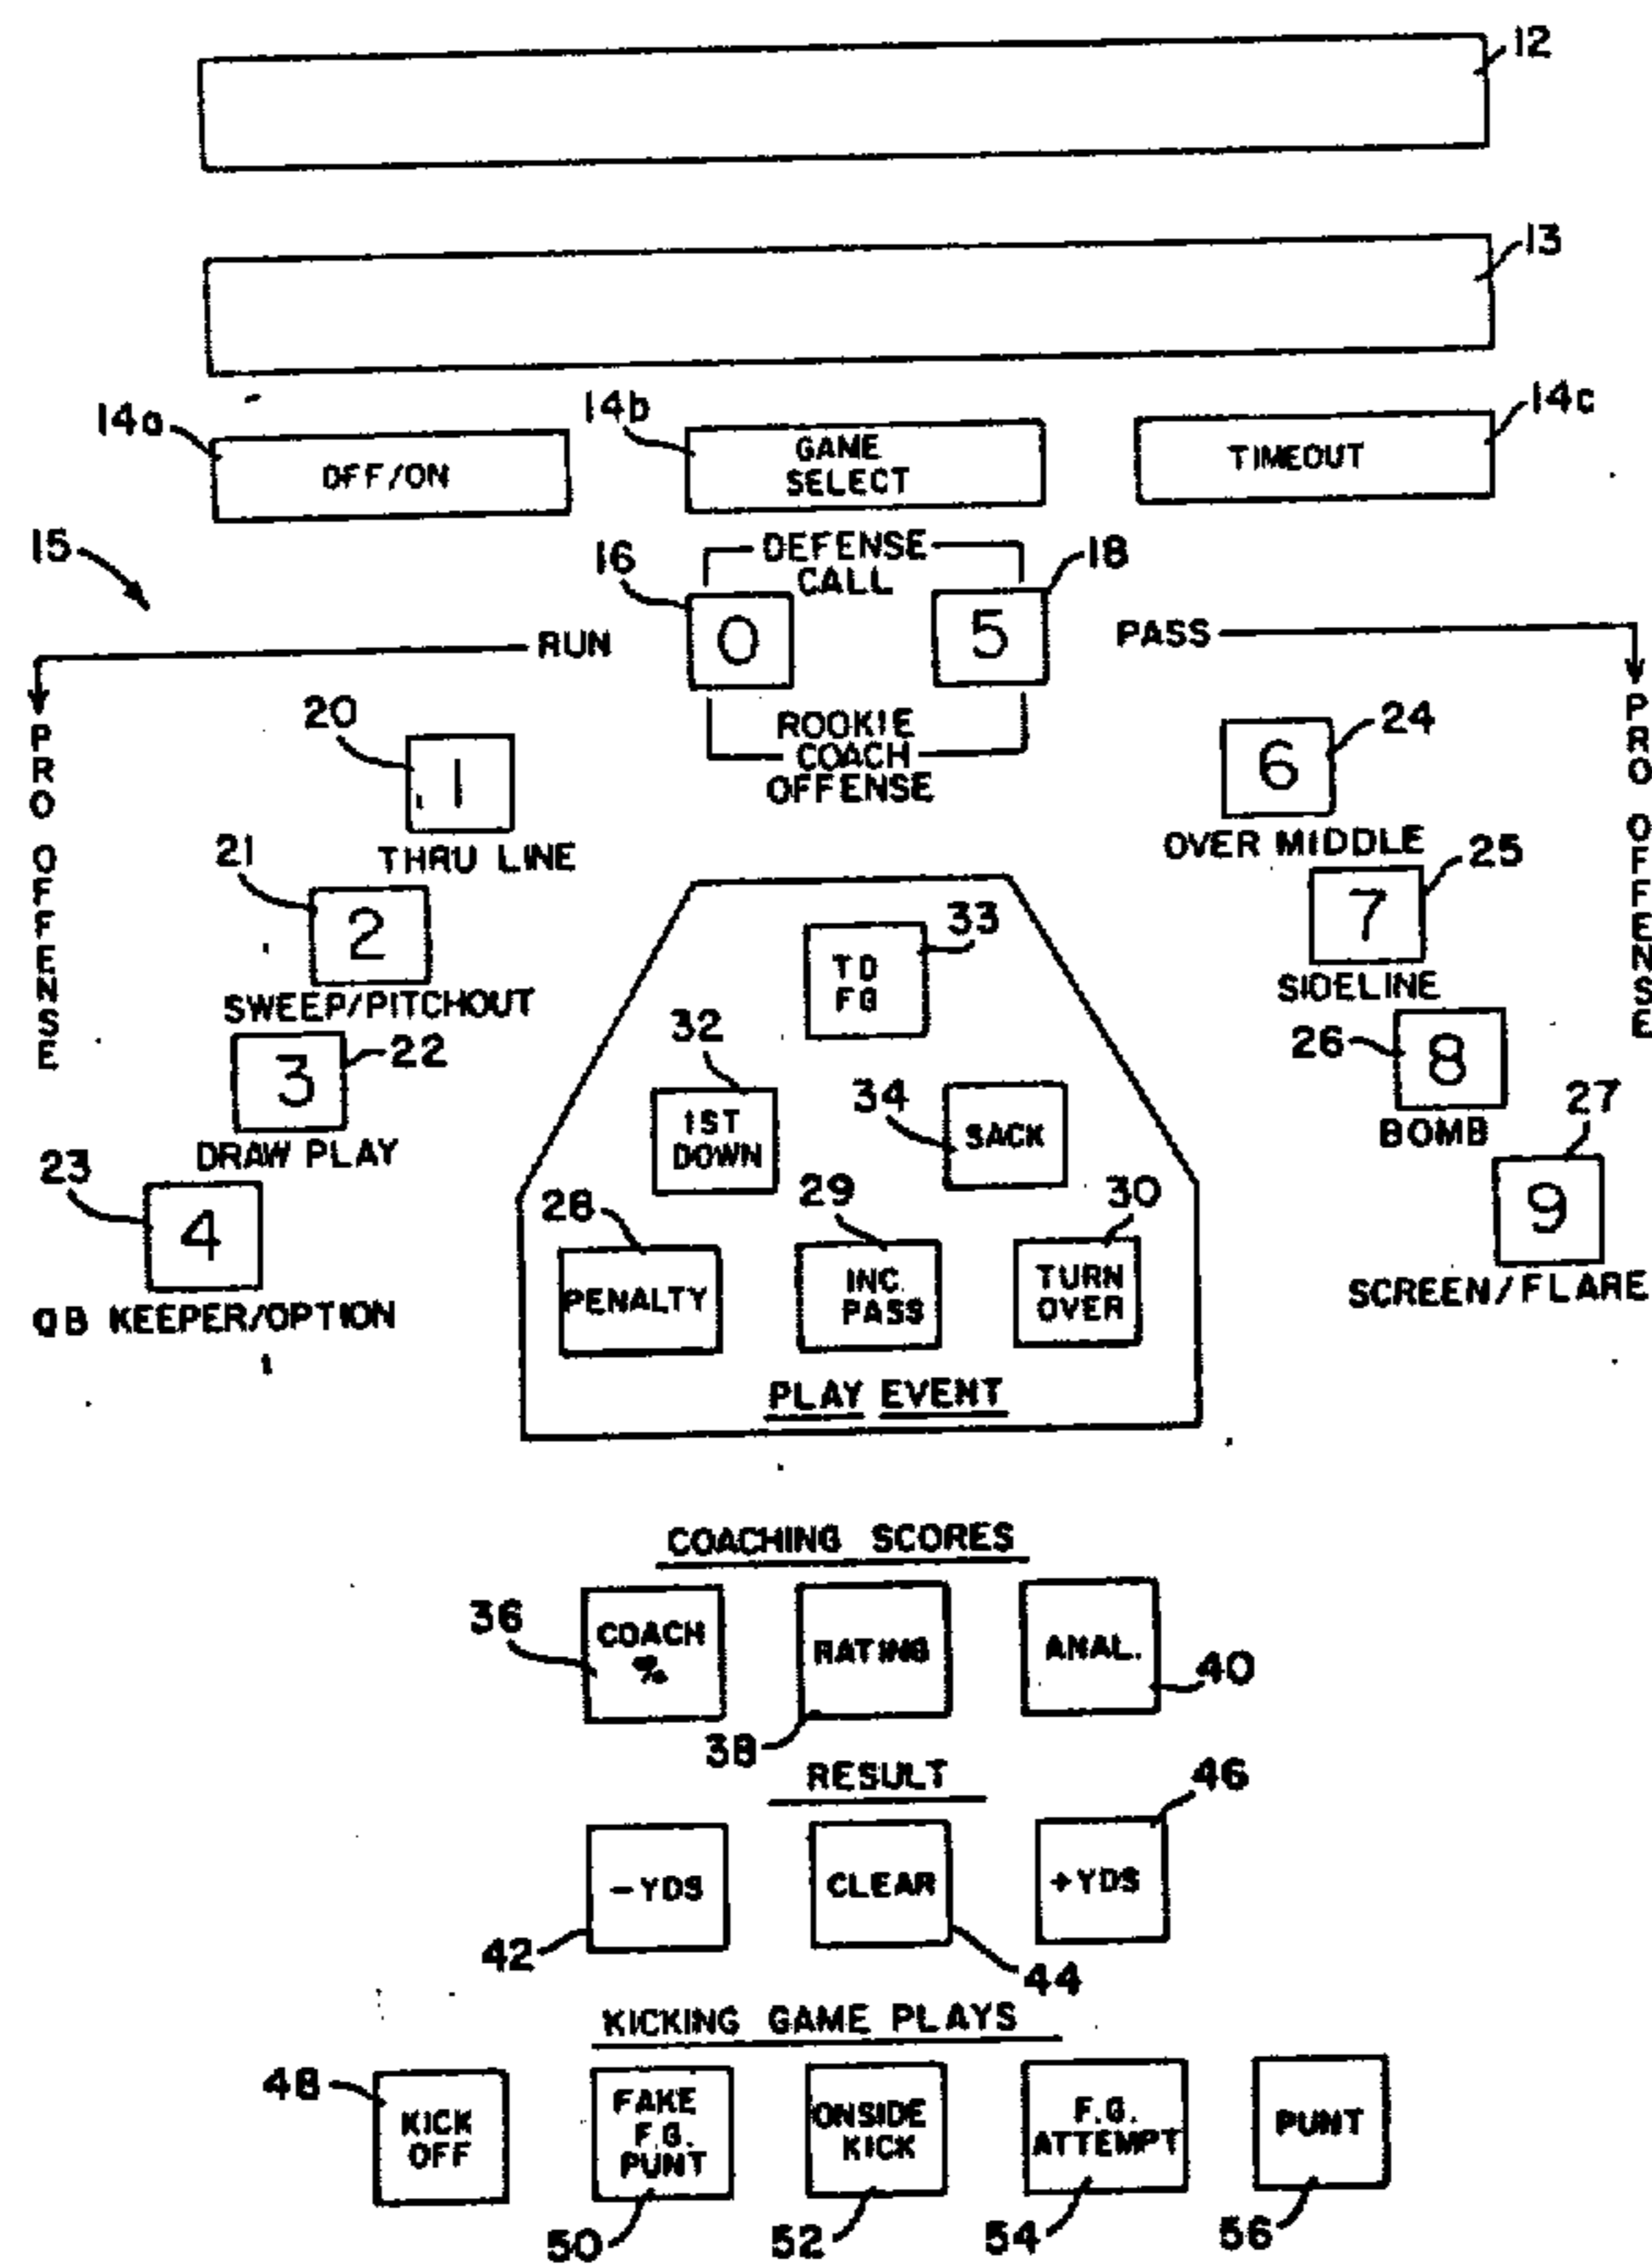 12
13
14a
14b
14c
OFF/ON
GAME
SELECT
TIMEOUT
15
16
DEFENSE
CALL
18
0
5
RUN
PASS
PRO OFFENSE
PRO OFFENSE
ROOKIE
COACH
OFFENSE
20
1
THRU LINE
24
6
OVER MIDDLE
21
2
SWEEP/PITCHOUT
25
7
SIDELINE
22
3
DRAW PLAY
26
8
BOMB
23
4
QB KEEPER/OPTION
27
9
SCREEN/FLARE
33
TD
FG
32
1ST
DOWN
34
SACK
28
PENALTY
29
INC.
PASS
30
TURN
OVER
PLAY EVENT
COACHING SCORES
36
COACH
%
RATING
38
ANAL.
40
RESULT
46
-YDS
CLEAR
+YDS
42
44
KICKING GAME PLAYS
48
KICK
OFF
FAKE
F.G.
PUNT
ONSIDE
KICK
F.G.
ATTEMPT
PUNT
50
52
54
56